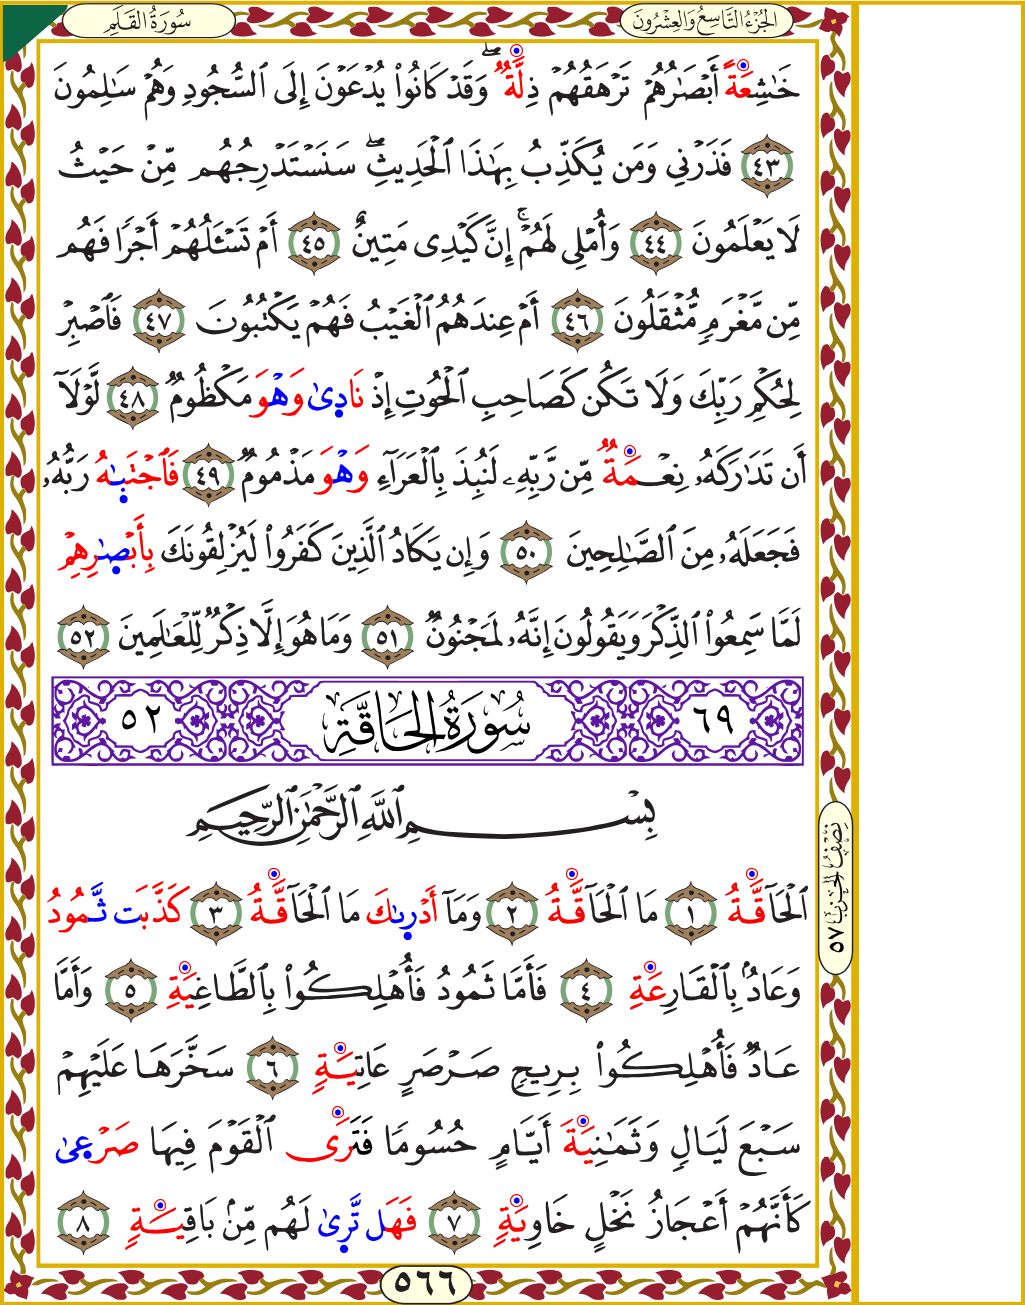 سُورَةُ القَلَمِ
الجُزْءُ التَّاسِعُ وَالعِشْرُونَ
خَٰشِعَةً أَبْصَٰرُهُمْ تَرْهَقُهُمْ ذِلَّةٌ ۖ وَقَدْ كَانُوا۟ يُدْعَوْنَ إِلَى ٱلسُّجُودِ وَهُمْ سَٰلِمُونَ
٤٣ فَذَرْنِى وَمَن يُكَذِّبُ بِهَٰذَا ٱلْحَدِيثِ ۖ سَنَسْتَدْرِجُهُم مِّنْ حَيْثُ
لَا يَعْلَمُونَ ٤٤ وَأُمْلِى لَهُمْ ۚ إِنَّ كَيْدِى مَتِينٌ ٤٥ أَمْ تَسْـَٔلُهُمْ أَجْرًا فَهُم
مِّن مَّغْرَمٍ مُّثْقَلُونَ ٤٦ أَمْ عِندَهُمُ ٱلْغَيْبُ فَهُمْ يَكْتُبُونَ ٤٧ فَٱصْبِرْ
لِحُكْمِ رَبِّكَ وَلَا تَكُن كَصَاحِبِ ٱلْحُوتِ إِذْ نَادَىٰ وَهْوَ مَكْظُومٌ ٤٨ لَّوْلَآ
أَن تَدَٰرَكَهُۥ نِعْمَةٌ مِّن رَّبِّهِۦ لَنُبِذَ بِٱلْعَرَآءِ وَهْوَ مَذْمُومٌ ٤٩ فَٱجْتَبَٰهُ رَبُّهُۥ
فَجَعَلَهُۥ مِنَ ٱلصَّٰلِحِينَ ٥٠ وَإِن يَكَادُ ٱلَّذِينَ كَفَرُوا۟ لَيُزْلِقُونَكَ بِأَبْصَٰرِهِمْ
لَمَّا سَمِعُوا۟ ٱلذِّكْرَ وَيَقُولُونَ إِنَّهُۥ لَمَجْنُونٌ ٥١ وَمَا هُوَ إِلَّا ذِكْرٌ لِّلْعَٰلَمِينَ ٥٢
٦٩ سُورَةُ الحَاقَّةِ ٥٢
بِسْمِ ٱللَّهِ ٱلرَّحْمَٰنِ ٱلرَّحِيمِ
ٱلْحَآقَّةُ ١ مَا ٱلْحَآقَّةُ ٢ وَمَآ أَدْرَىٰكَ مَا ٱلْحَآقَّةُ ٣ كَذَّبَت ثَّمُودُ
وَعَادٌۢ بِٱلْقَارِعَةِ ٤ فَأَمَّا ثَمُودُ فَأُهْلِكُوا۟ بِٱلطَّاغِيَةِ ٥ وَأَمَّا
عَادٌ فَأُهْلِكُوا۟ بِرِيحٍ صَرْصَرٍ عَاتِيَةٍ ٦ سَخَّرَهَا عَلَيْهِمْ
سَبْعَ لَيَالٍ وَثَمَٰنِيَةَ أَيَّامٍ حُسُومًا فَتَرَى ٱلْقَوْمَ فِيهَا صَرْعَىٰ
كَأَنَّهُمْ أَعْجَازُ نَخْلٍ خَاوِيَةٍ ٧ فَهَل تَّرَىٰ لَهُم مِّنۢ بَاقِيَةٍ ٨
نِصْفُ الحِزْبِ ٥٧
٥٦٦